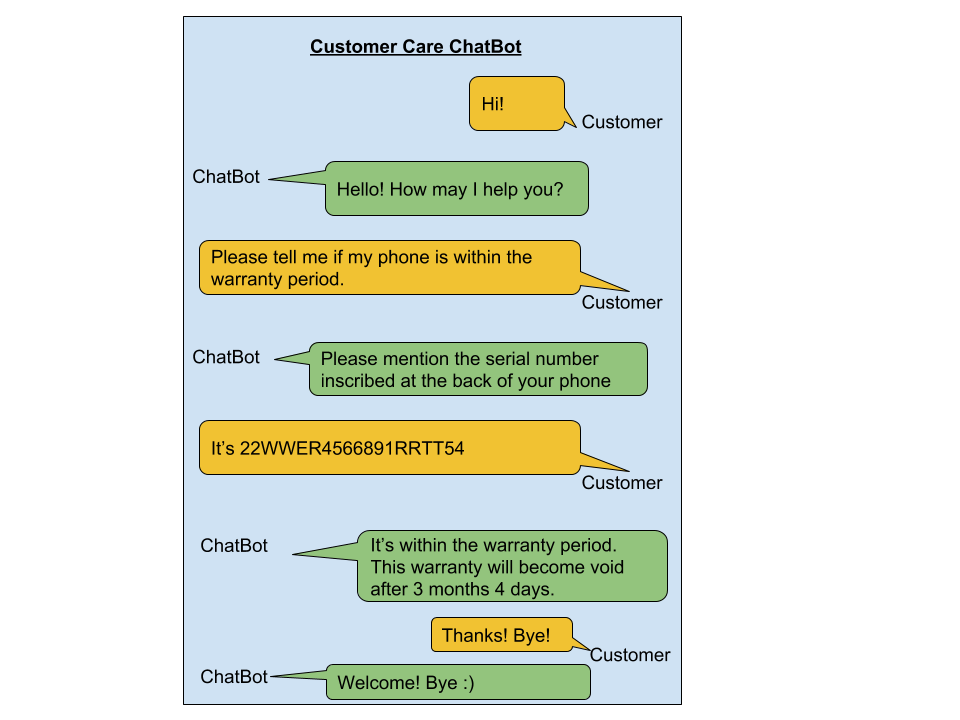 Customer Care ChatBot
Hi!
Customer
ChatBot
Hello! How may I help you?
Please tell me if my phone is within the
warranty period.
Customer
ChatBot
Please mention the serial number
inscribed at the back of your phone
It’s 22WWER4566891RRTT54
Customer
ChatBot
It’s within the warranty period.
This warranty will become void
after 3 months 4 days.
Thanks! Bye!
Customer
ChatBot
Welcome! Bye :)